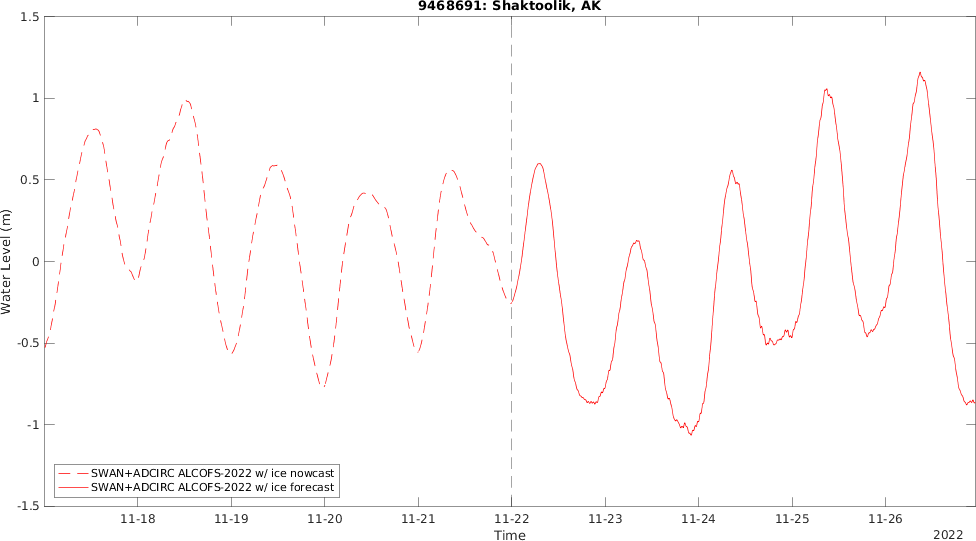 9468691: Shaktoolik, AK
1.5
1
0.5
0
-0.5
-1
-1.5
Water Level (m)
SWAN+ADCIRC ALCOFS-2022 w/ ice nowcast
SWAN+ADCIRC ALCOFS-2022 w/ ice forecast
11-18 11-19 11-20 11-21 11-22 11-23 11-24 11-25 11-26
Time
2022